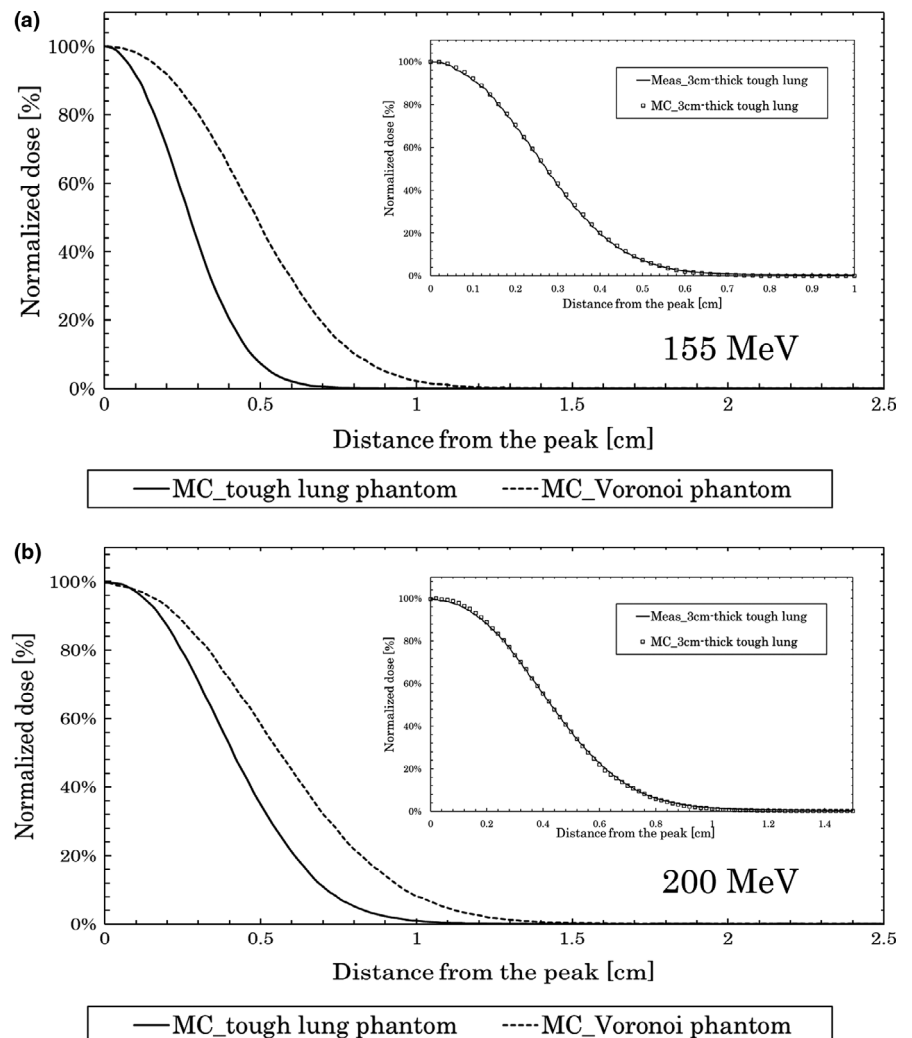 (a)
100%
80%
60%
40%
20%
0%
Normalized dose [%]
0 0.5 1 1.5 2 2.5
Distance from the peak [cm]
100%
80%
60%
40%
20%
0%
Normalized dose [%]
Meas_3cm-thick tough lung
MC_3cm-thick tough lung
0 0.1 0.2 0.3 0.4 0.5 0.6 0.7 0.8 0.9 1
Distance from the peak [cm]
155 MeV
MC_tough lung phantom MC_Voronoi phantom
(b)
100%
80%
60%
40%
20%
0%
Normalized dose [%]
0 0.5 1 1.5 2 2.5
Distance from the peak [cm]
100%
80%
60%
40%
20%
0%
Normalized dose [%]
Meas_3cm-thick tough lung
MC_3cm-thick tough lung
0 0.2 0.4 0.6 0.8 1 1.2 1.4
Distance from the peak [cm]
200 MeV
MC_tough lung phantom MC_Voronoi phantom